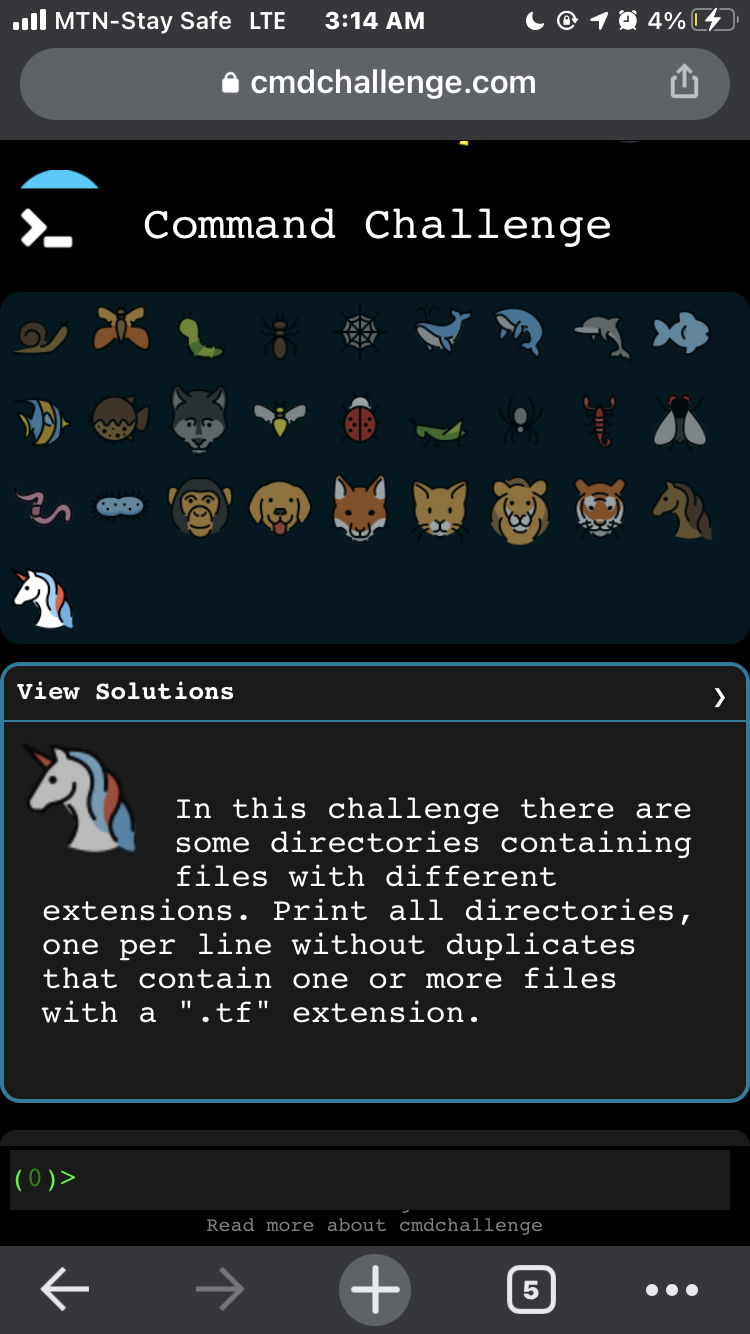 MTN-Stay Safe LTE 3:14 AM 4%
cmdchallenge.com
Command Challenge
View Solutions
In this challenge there are
some directories containing
files with different
extensions. Print all directories,
one per line without duplicates
that contain one or more files
with a ".tf" extension.
(0)>
Read more about cmdchallenge
5